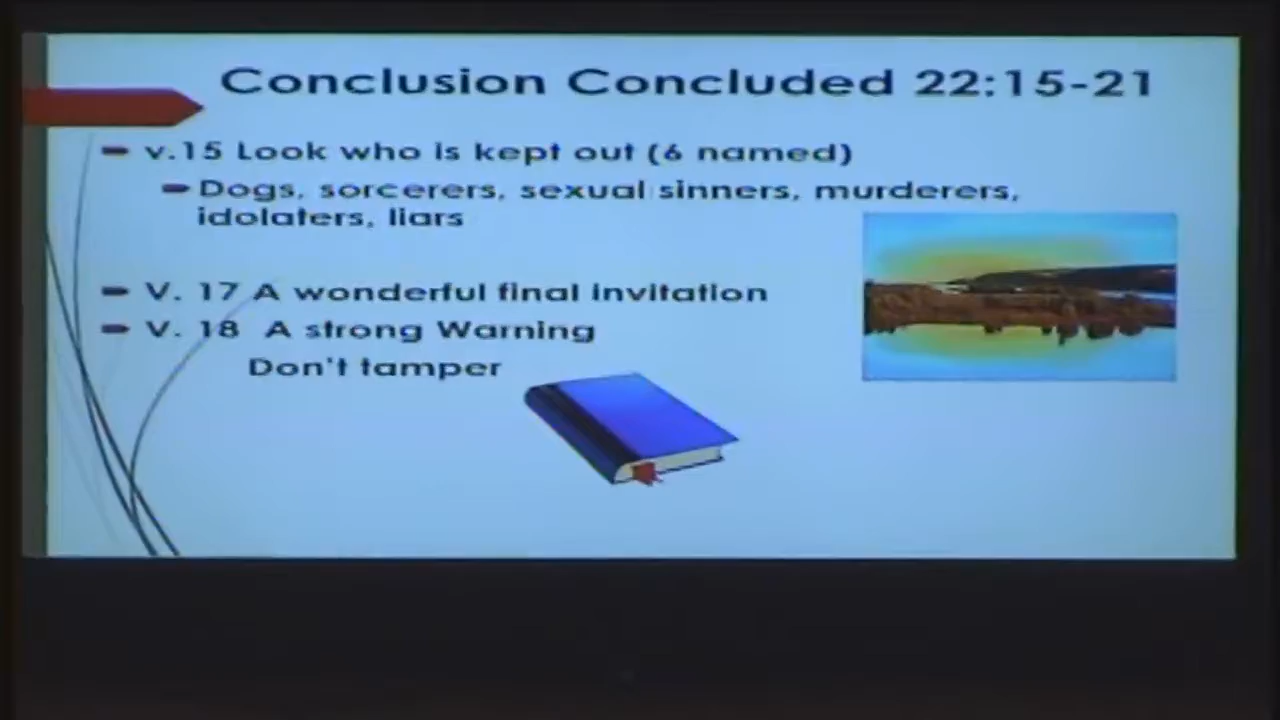 Conclusion Concluded 22:15-21
v.15 Look who is kept out (6 named)
Dogs, sorcerers, sexual sinners, murderers,
idolaters, liars
V. 17 A wonderful final invitation
V. 18 A strong Warning
Don't tamper